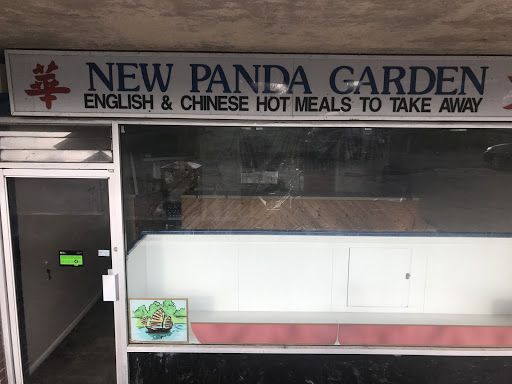 華 NEW PANDA GARDEN
ENGLISH & CHINESE HOT MEALS TO TAKE AWAY